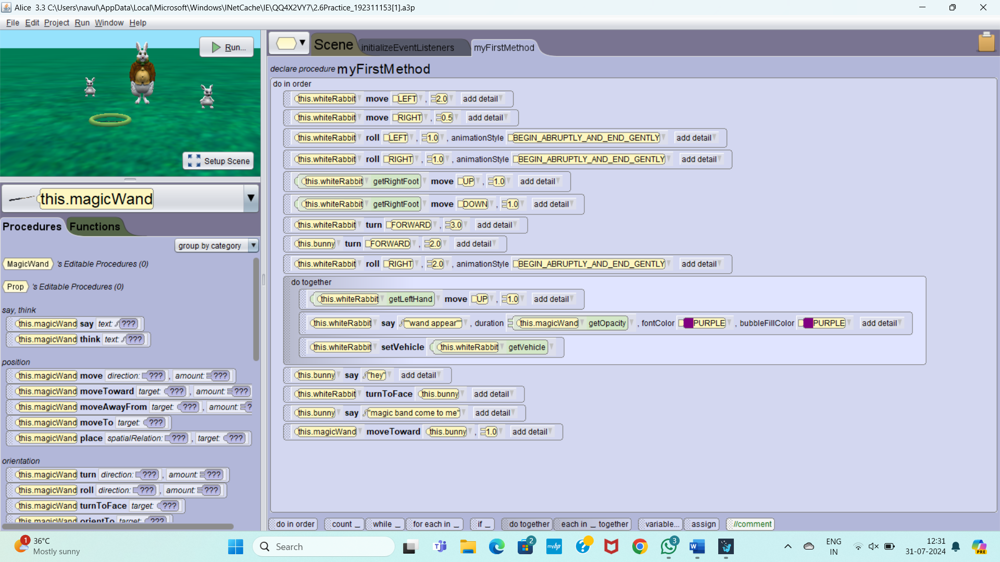 Alice 3.3 C:\Users\navul\AppData\Local\Microsoft\Windows\INetCache\IE\QQ4X2VY7\2.6Practice_192311153[1].a3p
File Edit Project Run Window Help
Run...
Setup Scene
this.magicWand
Procedures Functions
group by category
MagicWand 's Editable Procedures (0)
Prop 's Editable Procedures (0)
say, think
this.magicWand say text: ???
this.magicWand think text: ???
position
this.magicWand move direction: ??? , amount: ???
this.magicWand moveToward target: ??? , amount: ???
this.magicWand moveAwayFrom target: ??? , amount: ?
this.magicWand moveTo target: ???
this.magicWand place spatialRelation: ??? , target: ???
orientation
this.magicWand turn direction: ??? , amount: ???
this.magicWand roll direction: ??? , amount: ???
this.magicWand turnToFace target: ???
this.magicWand orientTo target: ???
Scene initializeEventListeners myFirstMethod
declare procedure myFirstMethod
do in order
this.whiteRabbit move LEFT , 2.0 add detail
this.whiteRabbit move RIGHT , 0.5 add detail
this.whiteRabbit roll LEFT , 1.0 , animationStyle BEGIN_ABRUPTLY_AND_END_GENTLY add detail
this.whiteRabbit roll RIGHT , 1.0 , animationStyle BEGIN_ABRUPTLY_AND_END_GENTLY add detail
this.whiteRabbit getRightFoot move UP , 1.0 add detail
this.whiteRabbit getRightFoot move DOWN , 1.0 add detail
this.whiteRabbit turn FORWARD , 3.0 add detail
this.bunny turn FORWARD , 2.0 add detail
this.whiteRabbit roll RIGHT , 2.0 , animationStyle BEGIN_ABRUPTLY_AND_END_GENTLY add detail
do together
this.whiteRabbit getLeftHand move UP , 1.0 add detail
this.whiteRabbit say ""wand appear"" , duration this.magicWand getOpacity , fontColor PURPLE , bubbleFillColor PURPLE add detail
this.whiteRabbit setVehicle this.whiteRabbit getVehicle
this.bunny say "hey" add detail
this.whiteRabbit turnToFace this.bunny add detail
this.bunny say "magic band come to me" add detail
this.magicWand moveToward this.bunny , 1.0 add detail
do in order count _ while _ for each in _ if _ do together each in _ together variable... assign //comment
1
36°C
Mostly sunny
Search
2
myhp
3
ENG
IN
12:31
31-07-2024
PRE